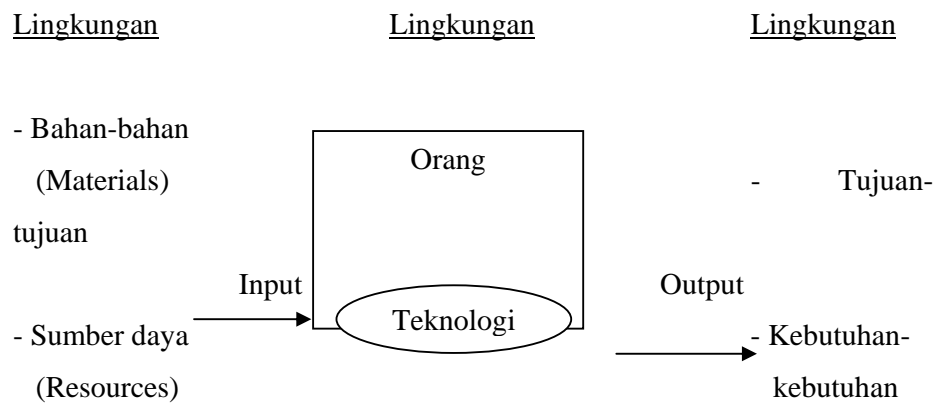 Lingkungan Lingkungan Lingkungan
- Bahan-bahan
Orang
(Materials) - Tujuan-
tujuan
Input Output
Teknologi
- Sumber daya - Kebutuhan-
(Resources) kebutuhan